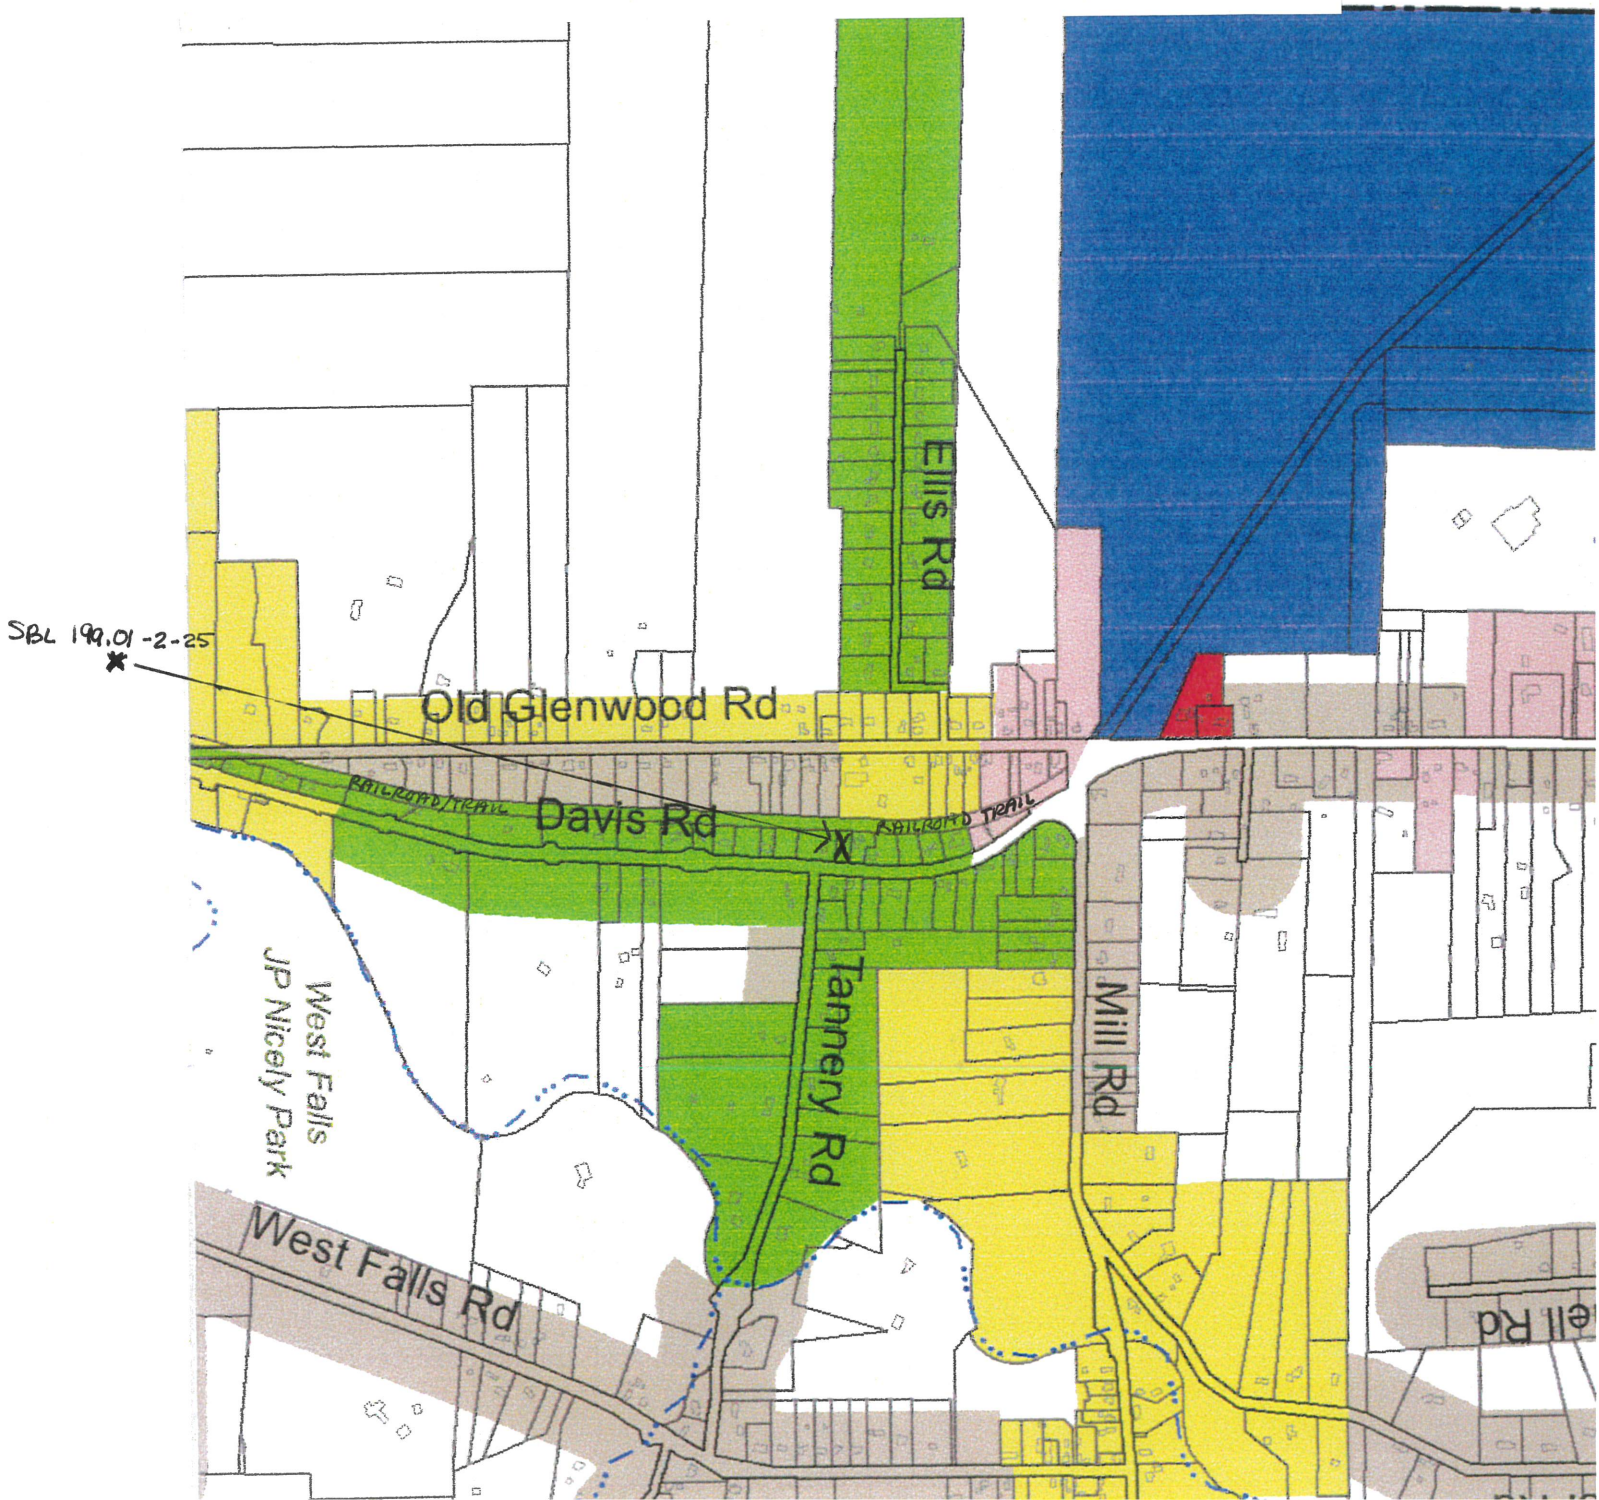 Ellis Rd
SBL 199.01-2-25
Old Glenwood Rd
RAILROAD/TRAIL
Davis Rd
RAILROAD TRAIL
West Falls
JP Nicely Park
Tannery Rd
Mill Rd
West Falls Rd
ell Rd